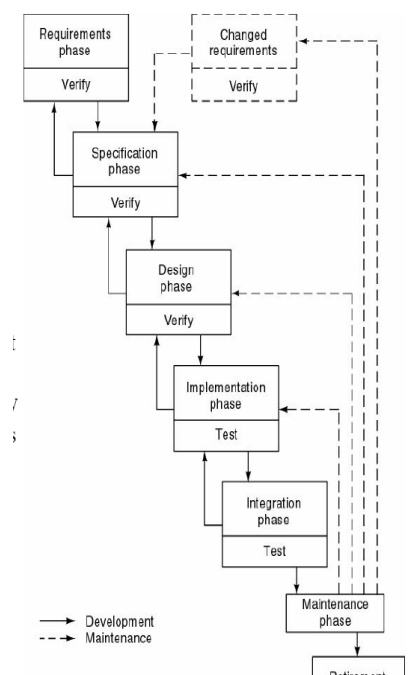 Requirements
phase
Verify
Changed
requirements
Verify
Specification
phase
Verify
Design
phase
Verify
Implementation
phase
Test
Integration
phase
Test
Maintenance
phase
Development
Maintenance